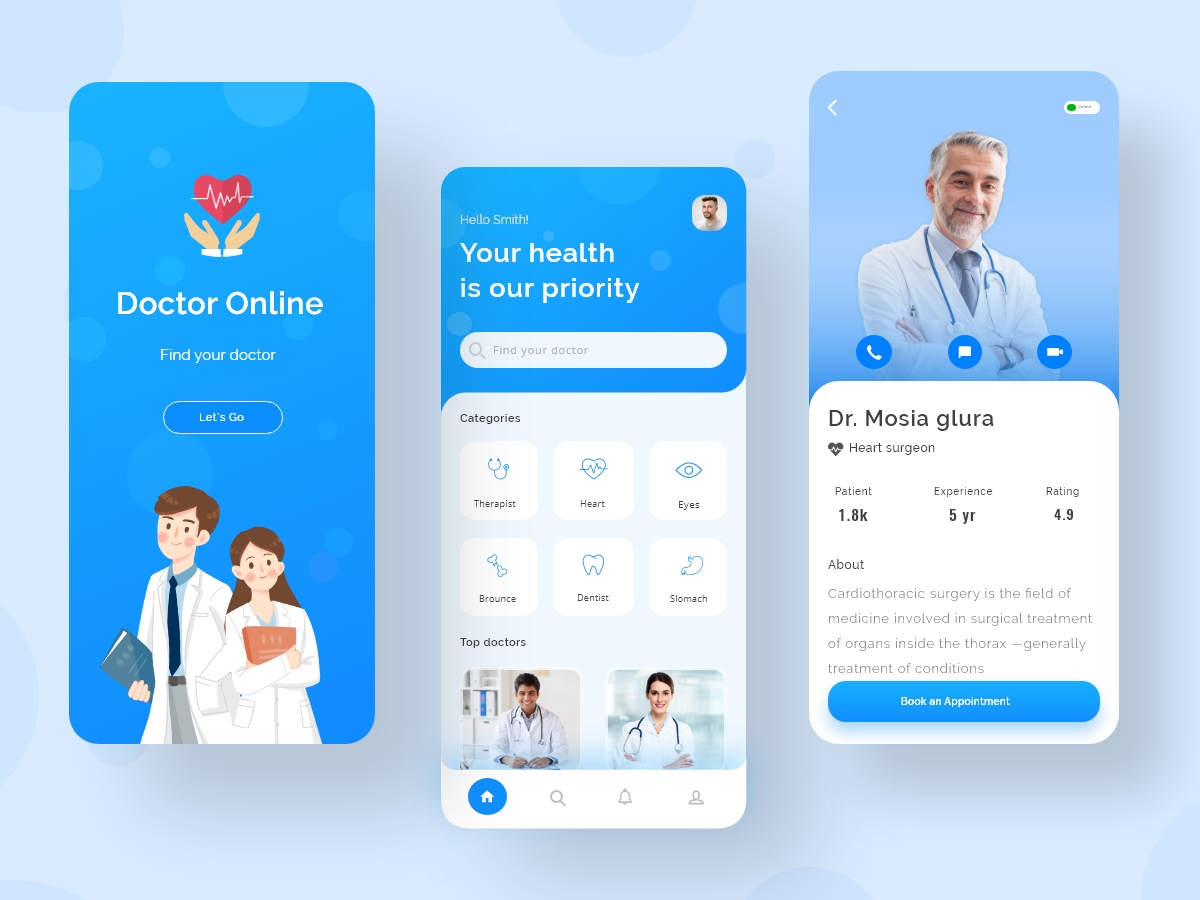 Doctor Online
Find your doctor
Let's Go
Hello Smith!
Your health
is our priority
Find your doctor
Categories
Therapist
Heart
Eyes
Brounce
Dentist
Slomach
Top doctors
Online
Dr. Mosia glura
Heart surgeon
Patient
Experience
Rating
1.8k
5 yr
4.9
About
Cardiothoracic surgery is the field of
medicine involved in surgical treatment
of organs inside the thorax —generally
treatment of conditions
Book an Appointment